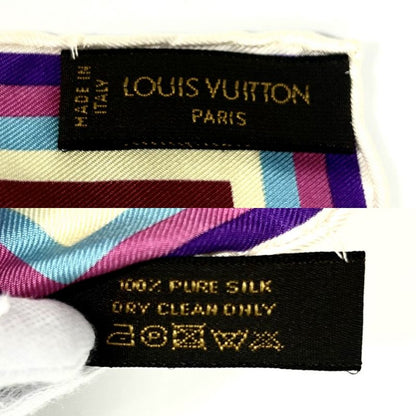 MADE IN
ITALY
LOUIS VUITTON
PARIS
100% PURE SILK
DRY CLEAN ONLY